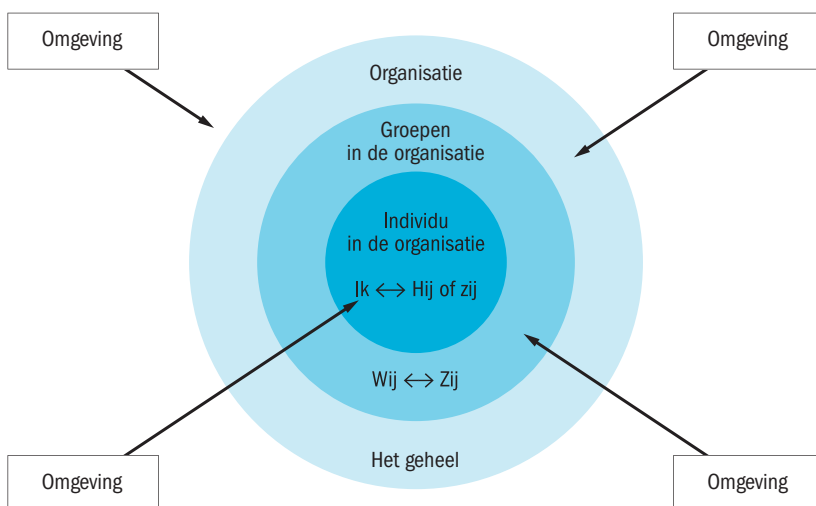 Omgeving
Omgeving
Organisatie
Groepen
in de organisatie
Individu
in de organisatie
Ik ↔ Hij of zij
Wij ↔ Zij
Het geheel
Omgeving
Omgeving